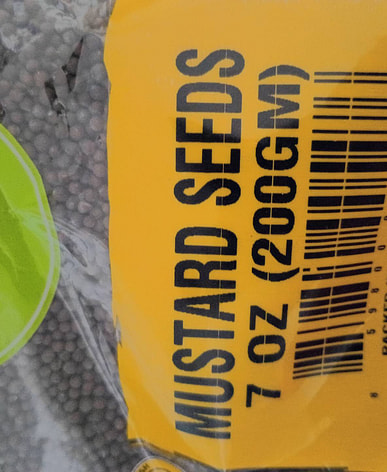 MUSTARD SEEDS
7 OZ (200GM)